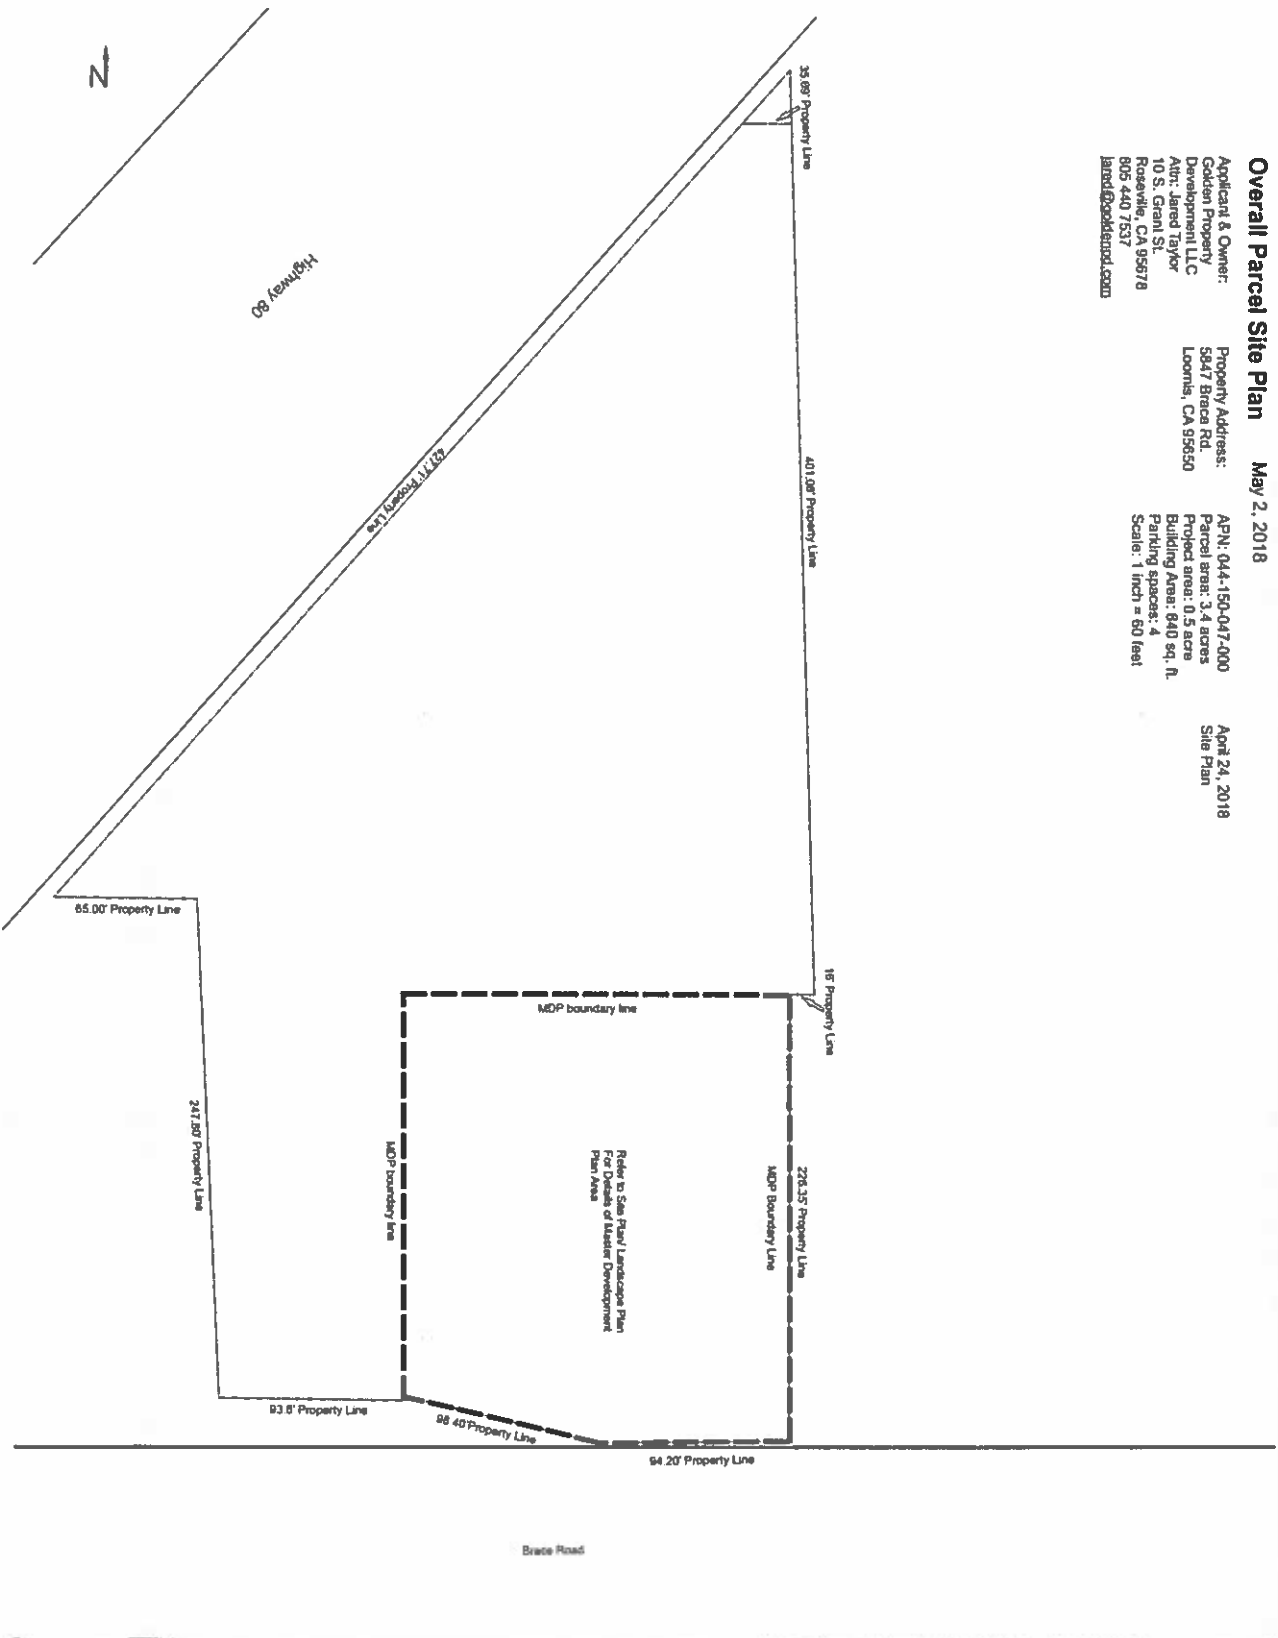 Overall Parcel Site Plan May 2, 2018
Applicant & Owner:
Golden Property
Development LLC
Attn: Jared Taylor
10 S. Grant St.
Roseville, CA 95678
805 440 7537
jared@goldenpd.com
Property Address:
5847 Brace Rd.
Loomis, CA 95650
APN: 044-150-047-000
Parcel area: 3.4 acres
Project area: 0.5 acre
Building Area: 640 sq. ft.
Parking spaces: 4
Scale: 1 inch = 60 feet
April 24, 2018
Site Plan
N
35.69' Property Line
Highway 80
427.71' Property Line
401.06' Property Line
65.00' Property Line
16' Property Line
MDP boundary line
247.60' Property Line
MDP boundary line
Refer to Site Plan/ Landscape Plan
For Details of Master Development
Plan Area
226.35' Property Line
MDP Boundary Line
93.6' Property Line
98.40' Property Line
94.20' Property Line
Brace Road